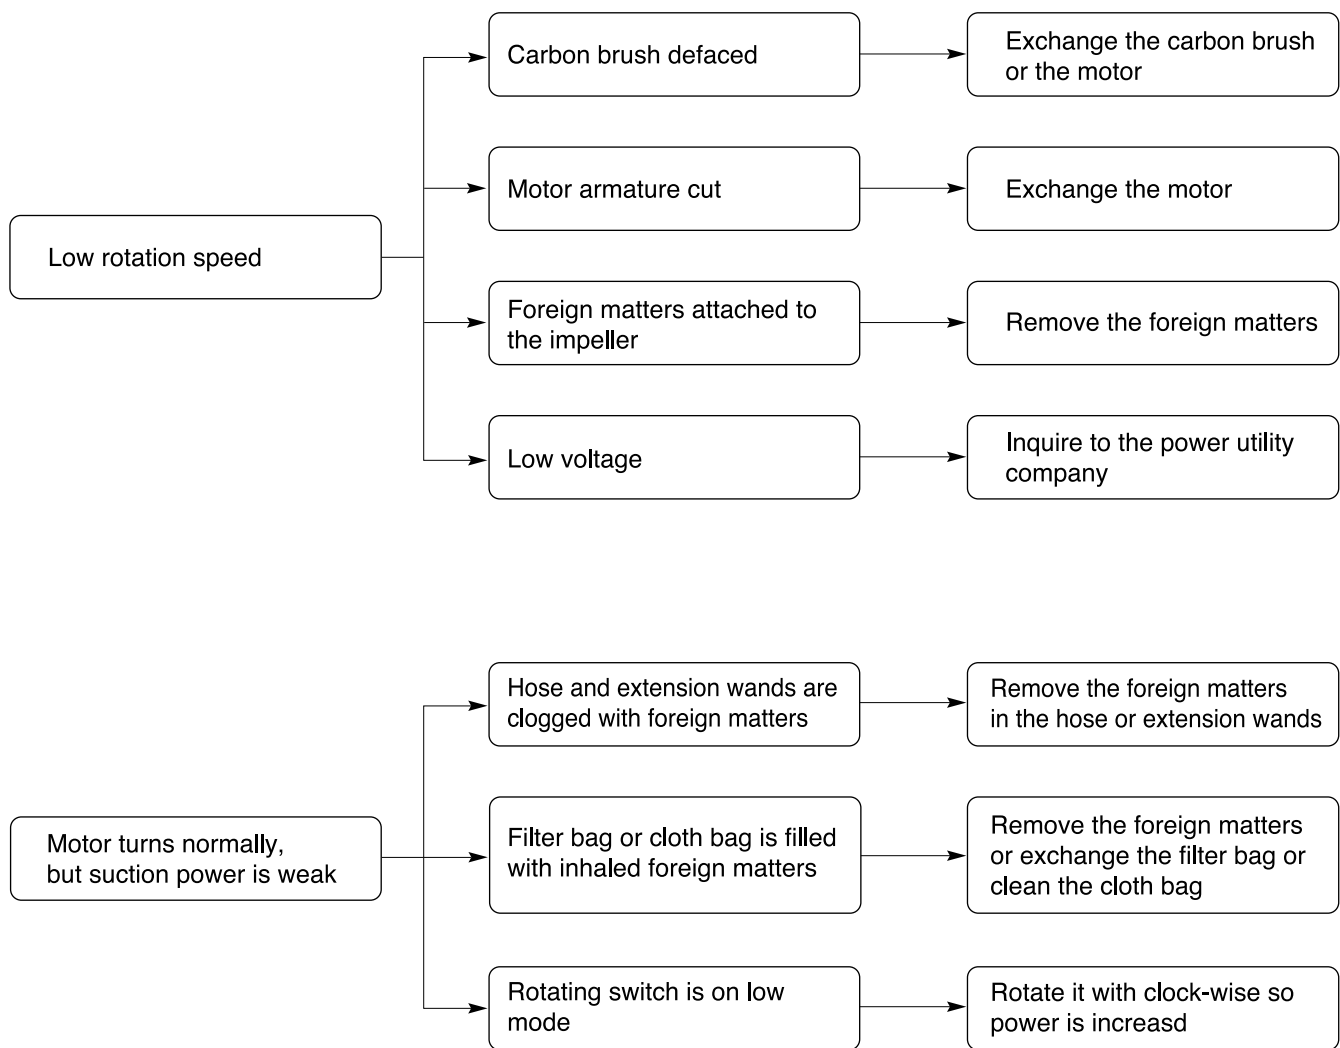 Low rotation speed
Carbon brush defaced
Exchange the carbon brush
or the motor
Motor armature cut
Exchange the motor
Foreign matters attached to
the impeller
Remove the foreign matters
Low voltage
Inquire to the power utility
company
Motor turns normally,
but suction power is weak
Hose and extension wands are
clogged with foreign matters
Remove the foreign matters
in the hose or extension wands
Filter bag or cloth bag is filled
with inhaled foreign matters
Remove the foreign matters
or exchange the filter bag or
clean the cloth bag
Rotating switch is on low
mode
Rotate it with clock-wise so
power is increasd